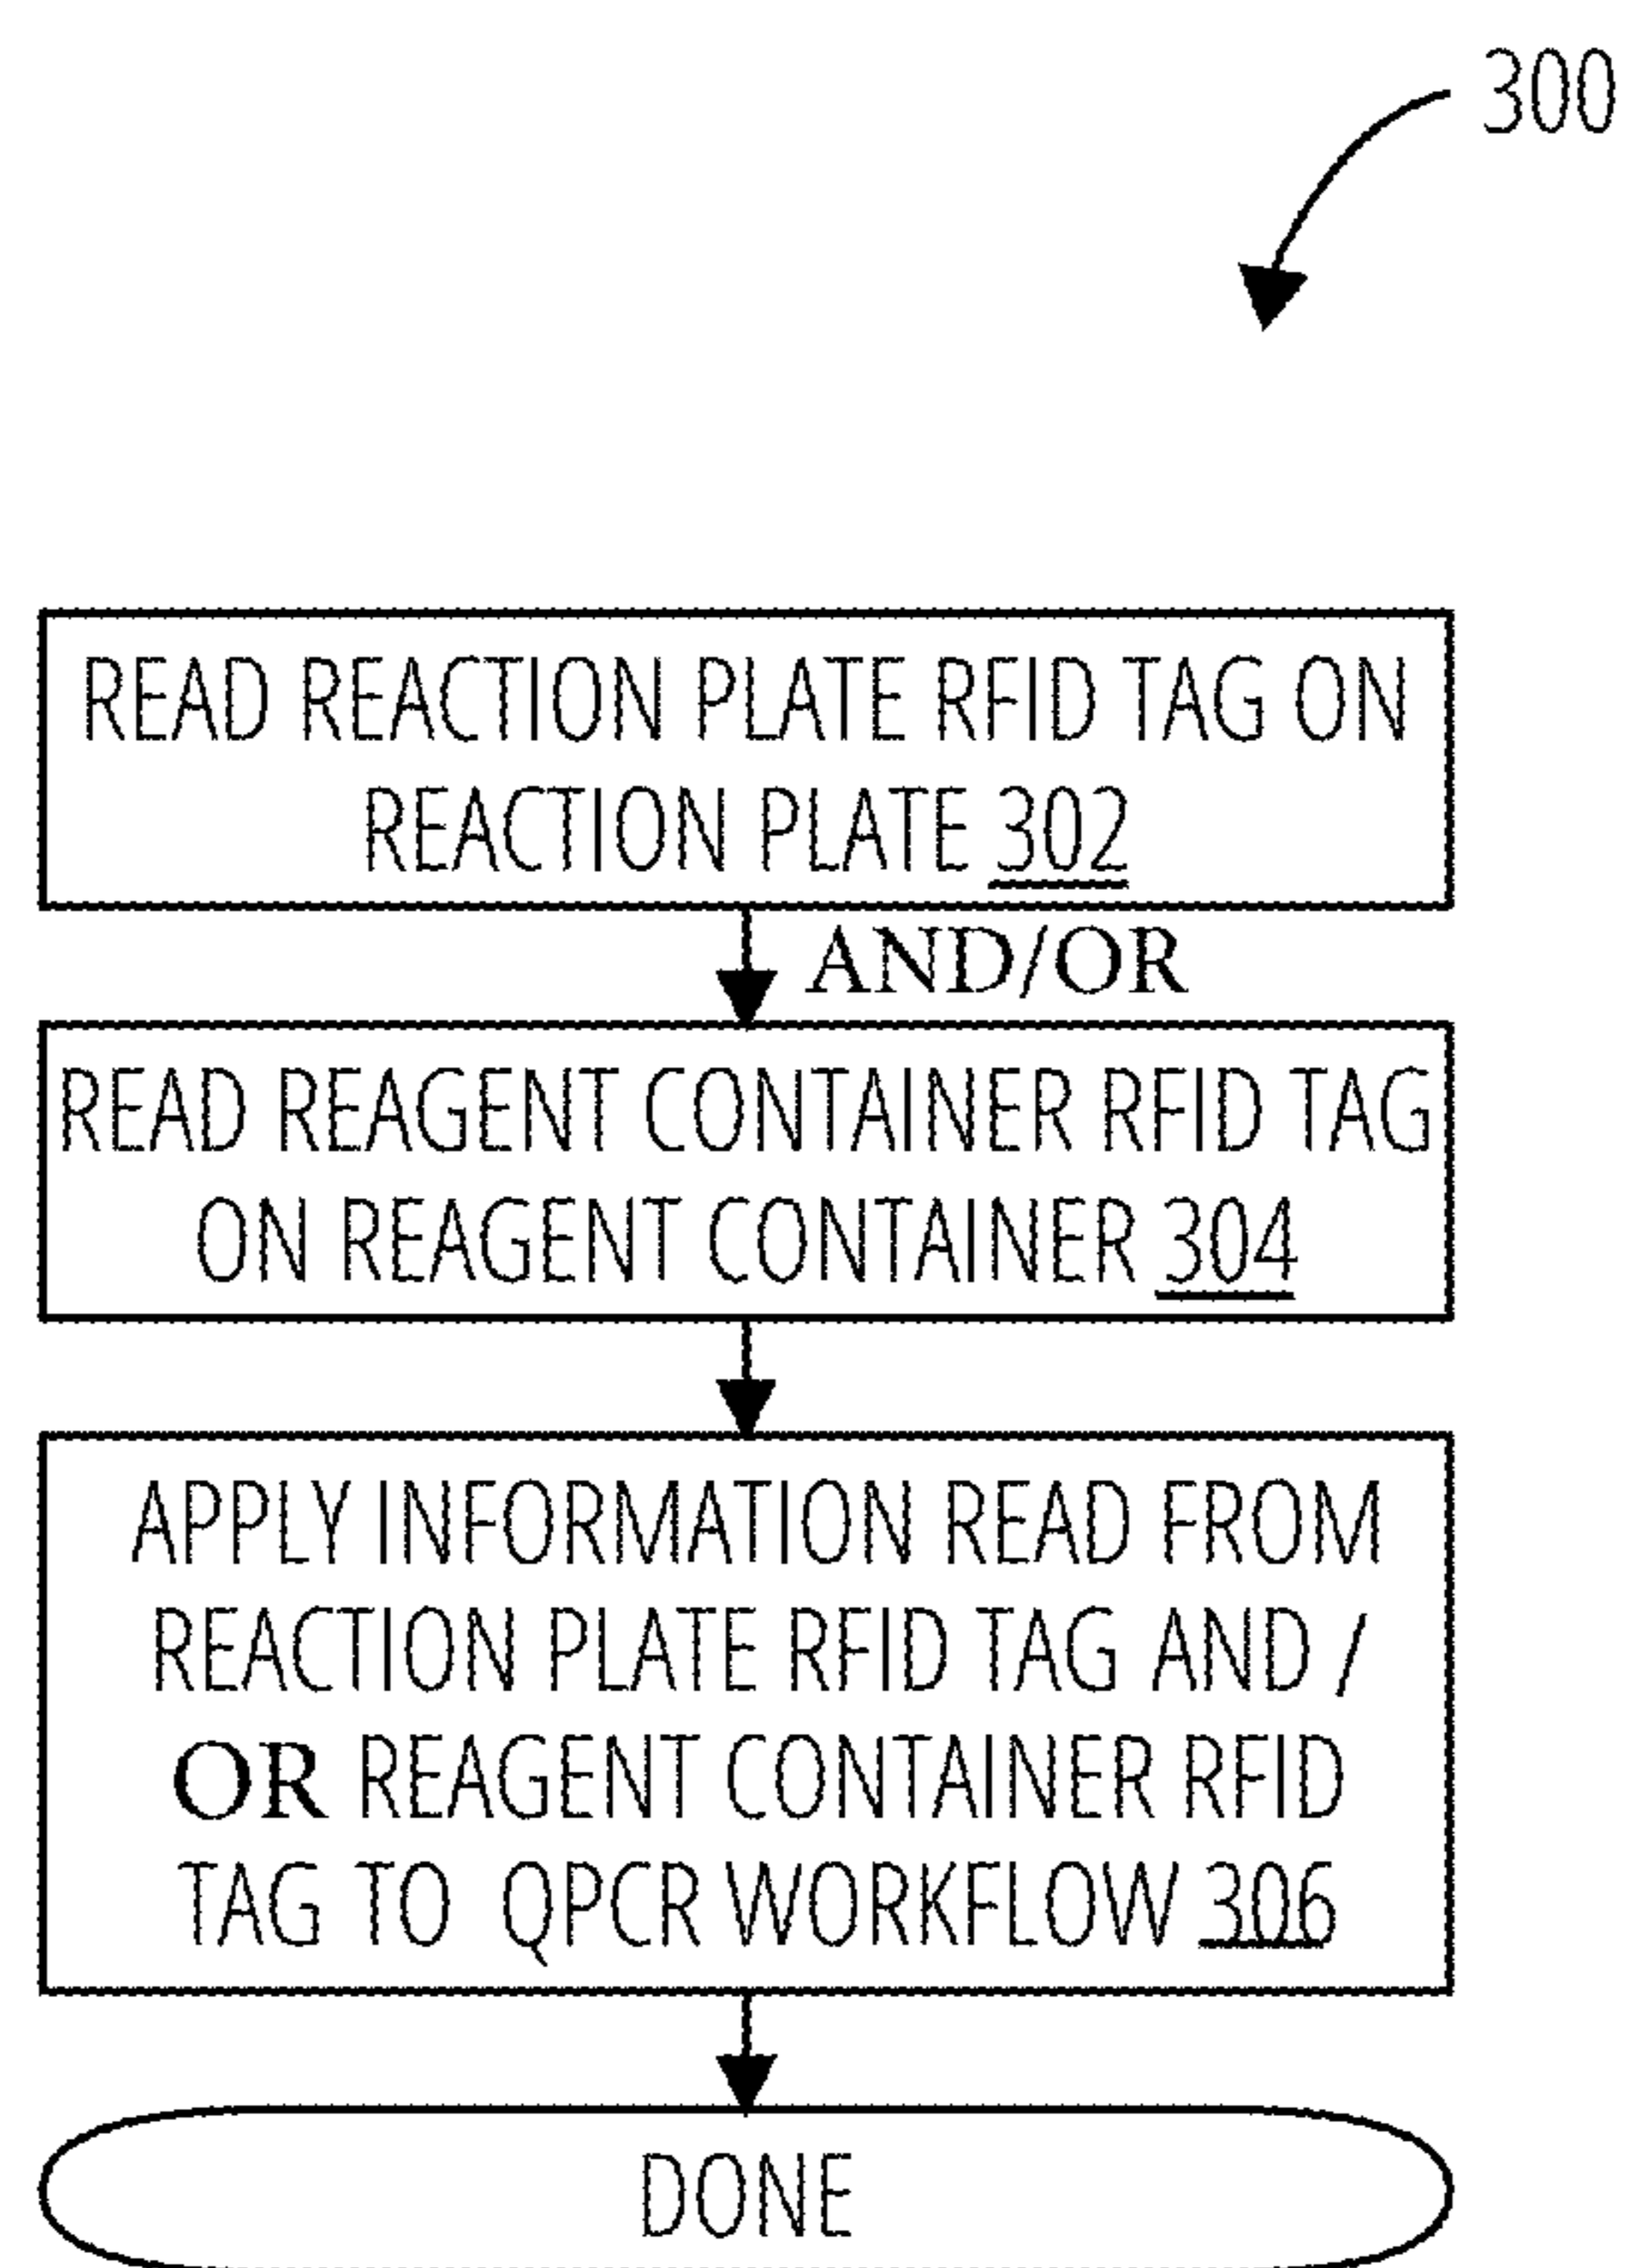 300
READ REACTION PLATE RFID TAG ON
REACTION PLATE 302
AND/OR
READ REAGENT CONTAINER RFID TAG
ON REAGENT CONTAINER 304
APPLY INFORMATION READ FROM
REACTION PLATE RFID TAG AND /
OR REAGENT CONTAINER RFID
TAG TO QPCR WORKFLOW 306
DONE